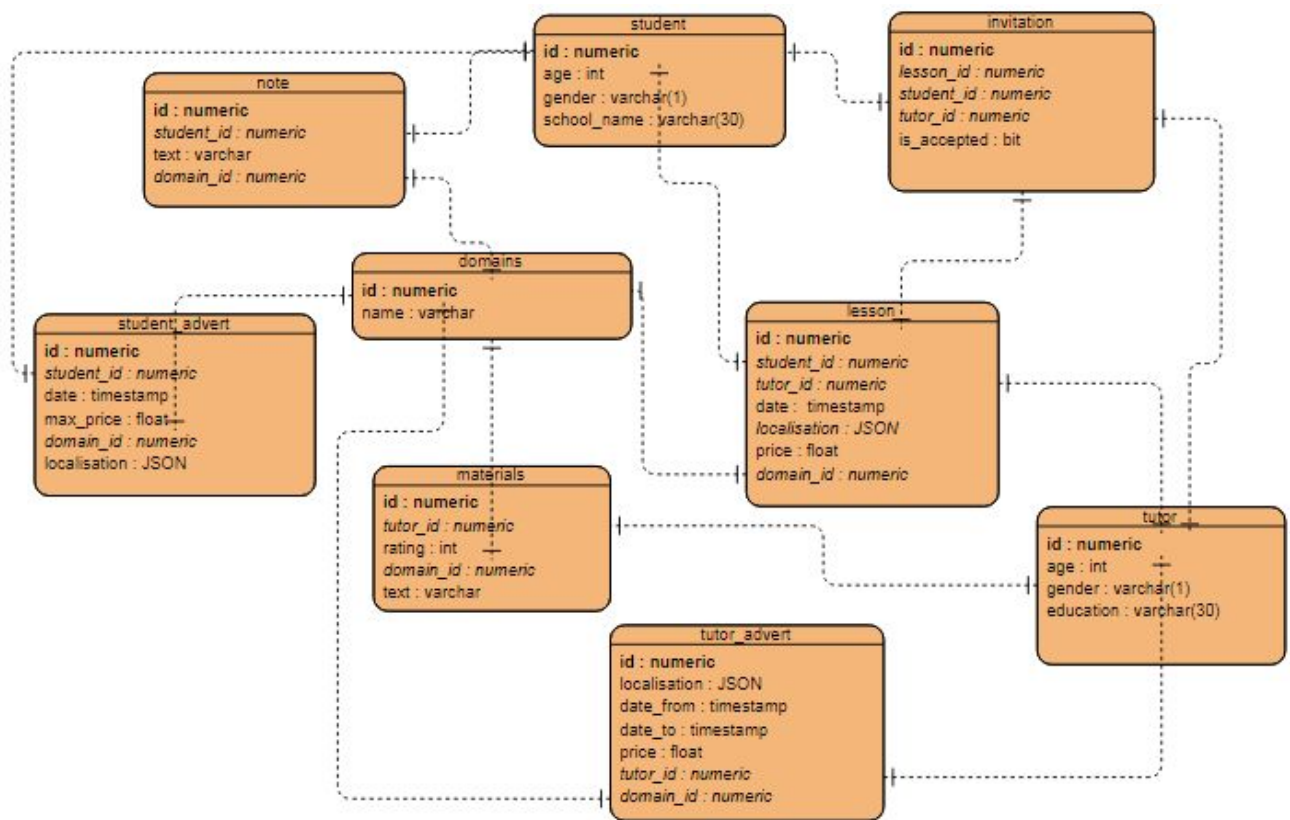 student
id : numeric
age : int
gender : varchar(1)
school_name : varchar(30)
invitation
id : numeric
lesson_id : numeric
student_id : numeric
tutor_id : numeric
is_accepted : bit
note
id : numeric
student_id : numeric
text : varchar
domain_id : numeric
domains
id : numeric
name : varchar
student_advert
id : numeric
student_id : numeric
date : timestamp
max_price : float
domain_id : numeric
localisation : JSON
lesson
id : numeric
student_id : numeric
tutor_id : numeric
date : timestamp
localisation : JSON
price : float
domain_id : numeric
materials
id : numeric
tutor_id : numeric
rating : int
domain_id : numeric
text : varchar
tutor
id : numeric
age : int
gender : varchar(1)
education : varchar(30)
tutor_advert
id : numeric
localisation : JSON
date_from : timestamp
date_to : timestamp
price : float
tutor_id : numeric
domain_id : numeric